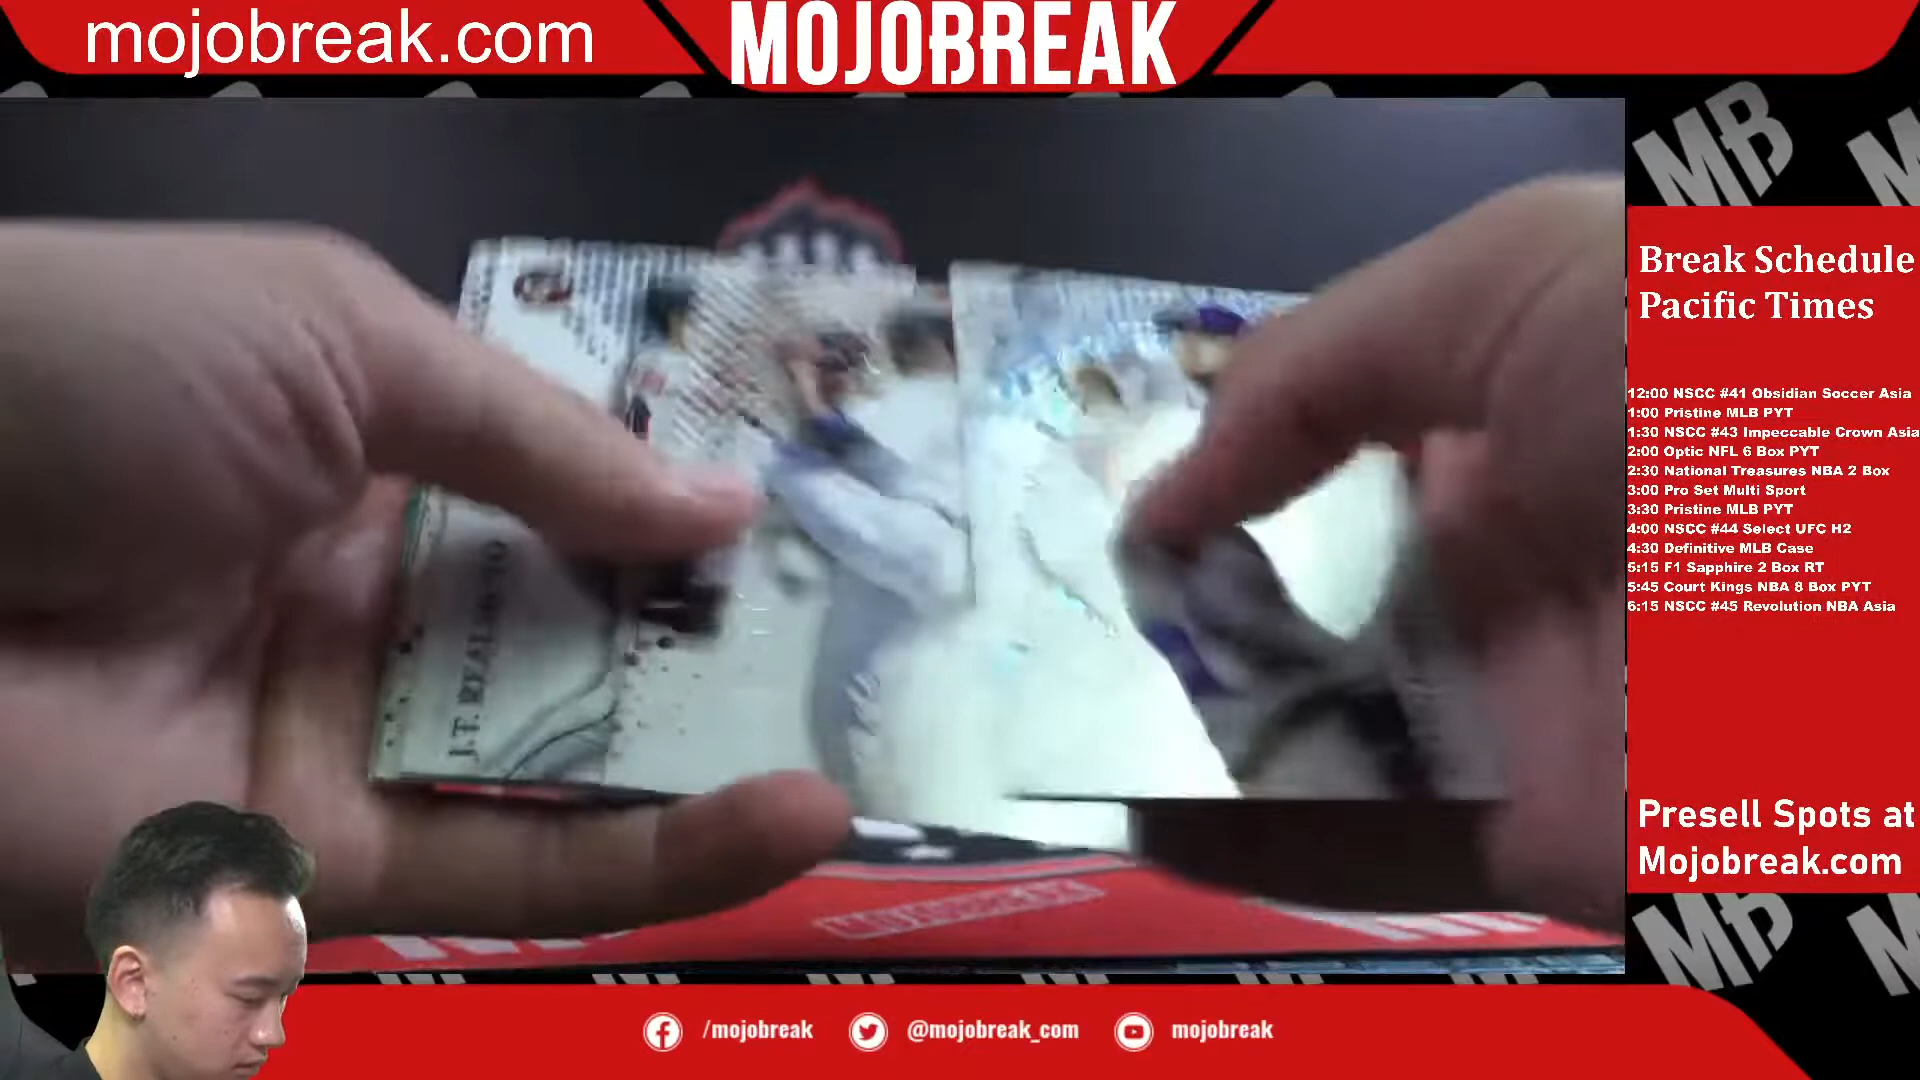 mojobreak.com
MOJOBREAK
Break Schedule
Pacific Times
12:00 NSCC #41 Obsidian Soccer Asia
1:00 Pristine MLB PYT
1:30 NSCC #43 Impeccable Crown Asia
2:00 Optic NFL 6 Box PYT
2:30 National Treasures NBA 2 Box
3:00 Pro Set Multi Sport
3:30 Pristine MLB PYT
4:00 NSCC #44 Select UFC H2
4:30 Definitive MLB Case
5:15 F1 Sapphire 2 Box RT
5:45 Court Kings NBA 8 Box PYT
6:15 NSCC #45 Revolution NBA Asia
J.T. REALMUTO
Presell Spots at
Mojobreak.com
MB
MB
/mojobreak
@mojobreak_com
mojobreak